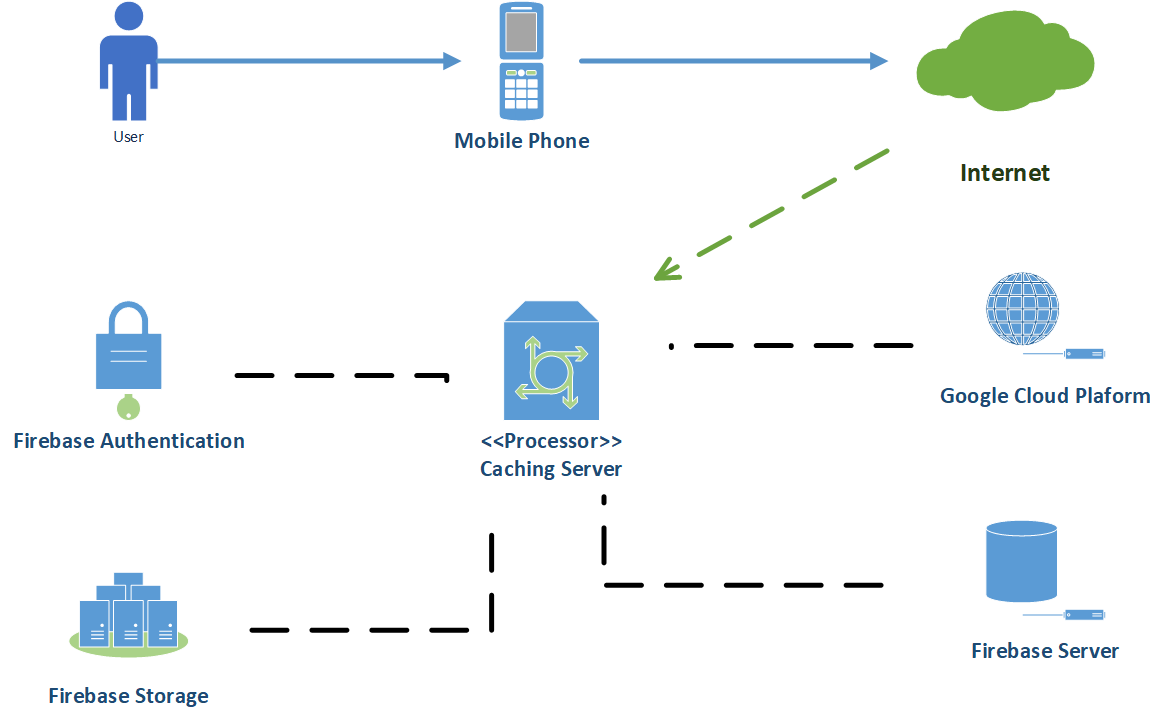 User
Mobile Phone
Internet
Firebase Authentication
<<Processor>>
Caching Server
Google Cloud Plaform
Firebase Storage
Firebase Server